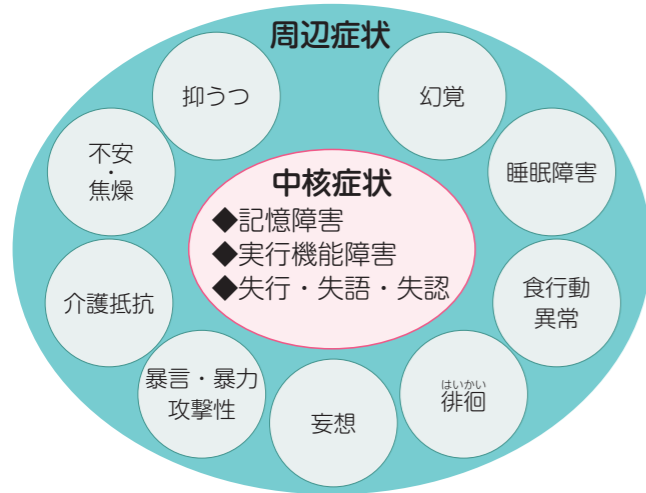 周辺症状
抑うつ
幻覚
不安
・
焦燥
睡眠障害
中核症状
◆記憶障害
◆実行機能障害
◆失行・失語・失認
介護抵抗
食行動
異常
暴言・暴力
攻撃性
妄想
はいかい
徘徊